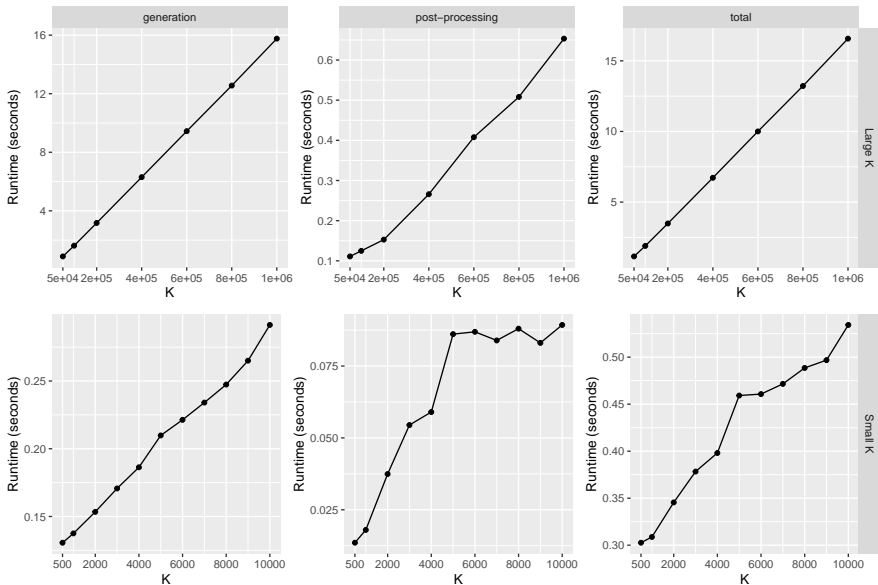 generation
post−processing
total
Runtime (seconds)
16
12
8
4
5e+04 2e+05 4e+05 6e+05 8e+05 1e+06
K
Runtime (seconds)
0.6
0.5
0.4
0.3
0.2
0.1
5e+04 2e+05 4e+05 6e+05 8e+05 1e+06
K
Runtime (seconds)
15
10
5
5e+04 2e+05 4e+05 6e+05 8e+05 1e+06
K
Large K
Runtime (seconds)
0.25
0.20
0.15
500 2000 4000 6000 8000 10000
K
Runtime (seconds)
0.075
0.050
0.025
500 2000 4000 6000 8000 10000
K
Runtime (seconds)
0.50
0.45
0.40
0.35
0.30
500 2000 4000 6000 8000 10000
K
Small K